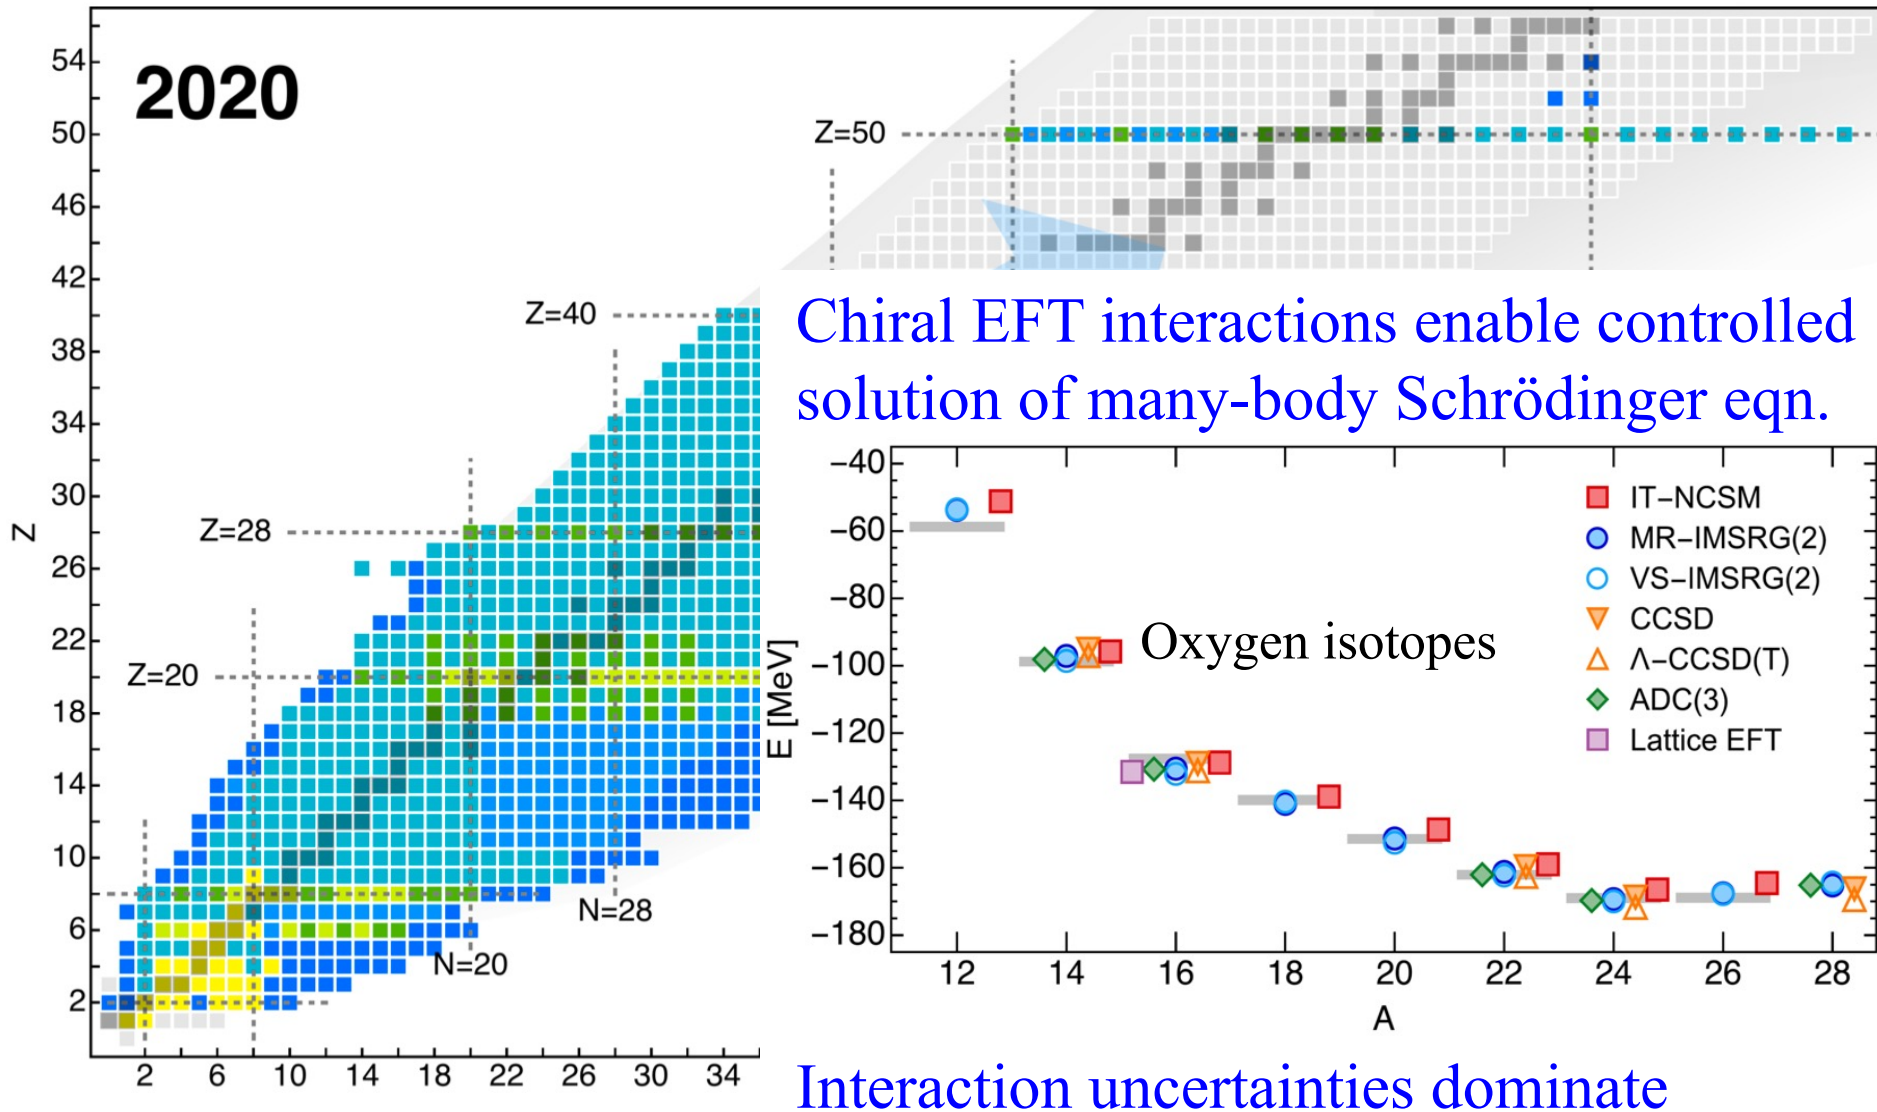 2020
54
50
46
42
38
34
30
26
22
18
14
10
6
2
Z
Z=50
Z=40
Z=28
Z=20
N=28
N=20
2 6 10 14 18 22 26 30 34
Chiral EFT interactions enable controlled
solution of many-body Schrödinger eqn.
−40
−60
−80
−100
−120
−140
−160
−180
E [MeV]
IT−NCSM
MR−IMSRG(2)
VS−IMSRG(2)
CCSD
Λ−CCSD(T)
ADC(3)
Lattice EFT
Oxygen isotopes
12 14 16 18 20 22 24 26 28
A
Interaction uncertainties dominate